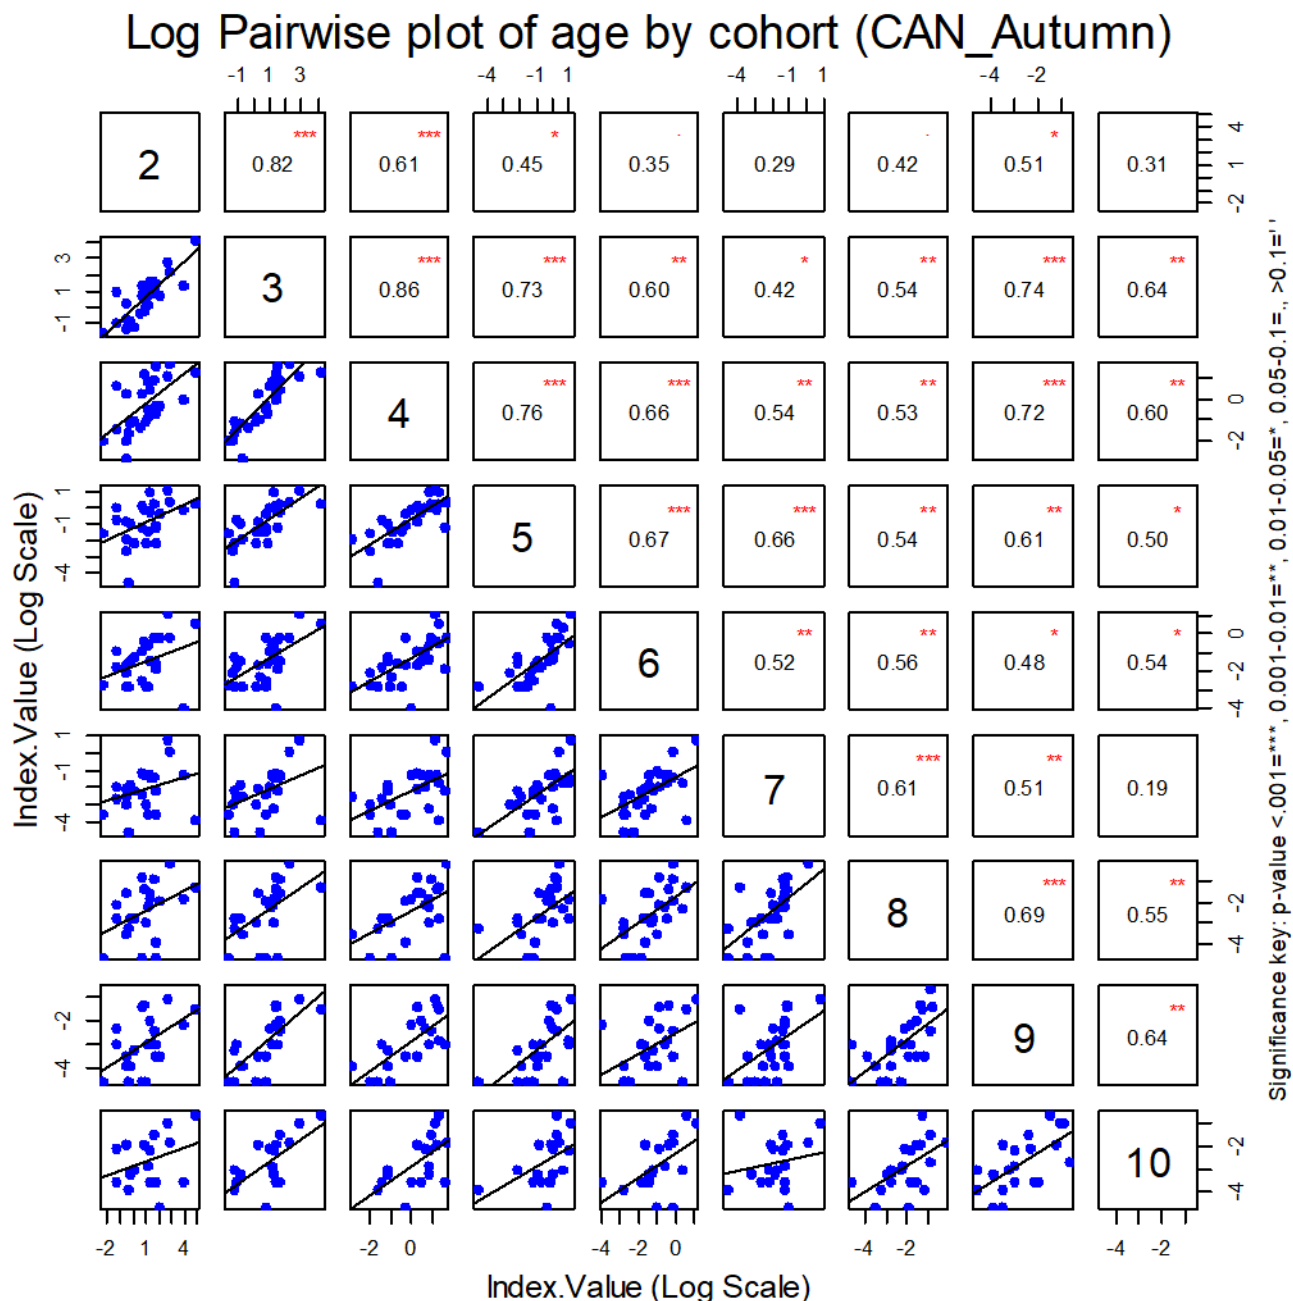 Log Pairwise plot of age by cohort (CAN_Autumn)
-1 1 3 -4 -1 1 -4 -1 1 -4 -2
2 0.82 *** 0.61 *** 0.45 * 0.35 . 0.29 0.42 . 0.51 * 0.31 -2 1 4
-1 1 3 3 0.86 *** 0.73 *** 0.60 ** 0.42 * 0.54 ** 0.74 *** 0.64 **
4 0.76 *** 0.66 *** 0.54 ** 0.53 ** 0.72 *** 0.60 ** -2 0
-4 -1 1 5 0.67 *** 0.66 *** 0.54 ** 0.61 ** 0.50 *
6 0.52 ** 0.56 ** 0.48 * 0.54 * -4 -2 0
-4 -1 1 7 0.61 *** 0.51 ** 0.19
8 0.69 *** 0.55 ** -4 -2
-4 -2 9 0.64 **
10 -4 -2
-2 1 4 -2 0 -4 -2 0 -4 -2 -4 -2
Index.Value (Log Scale)
Index.Value (Log Scale)
Significance key: p-value <.001=***, 0.001-0.01=**, 0.01-0.05=*, 0.05-0.1=., >0.1=''